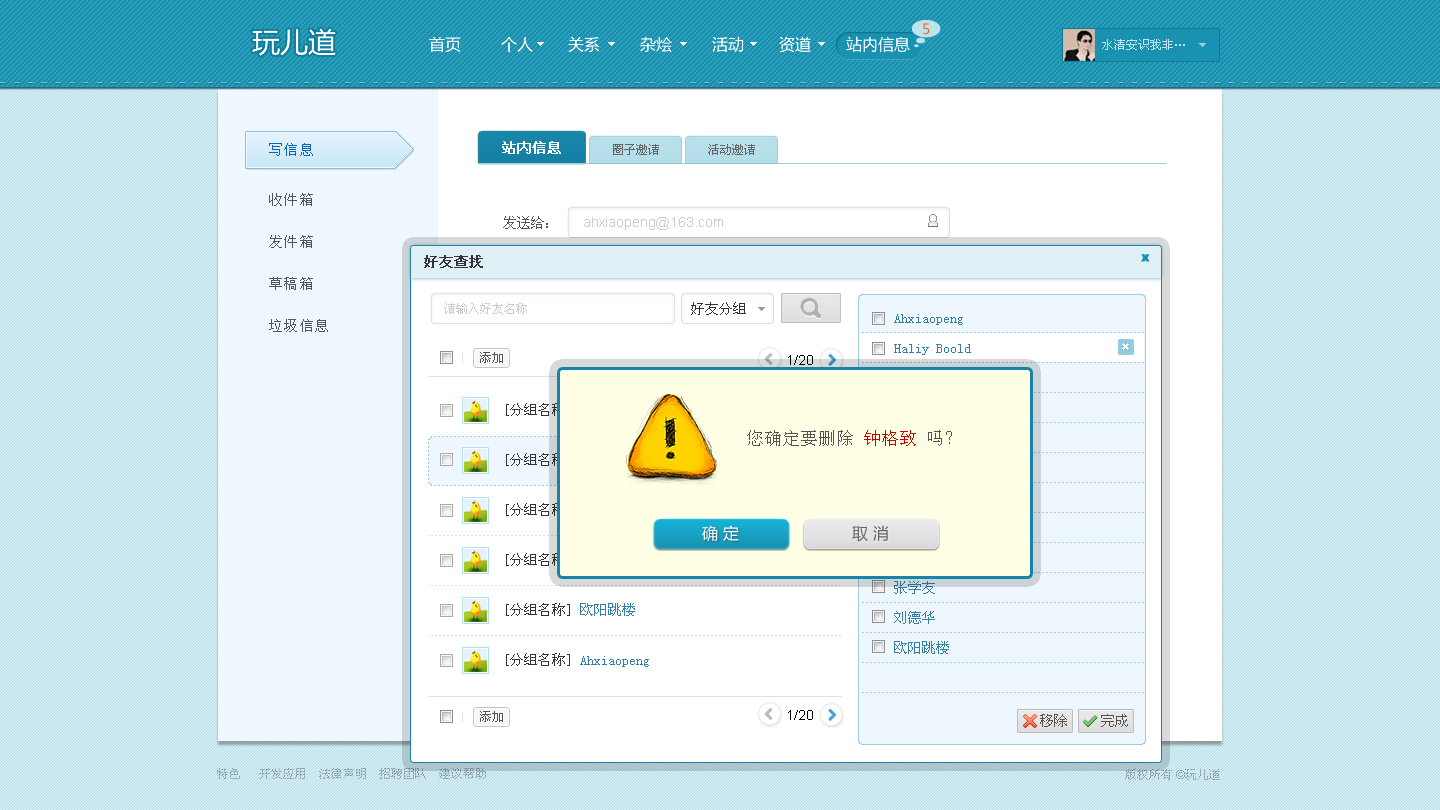 玩儿道
首页 个人 关系 杂烩 活动 资道 站内信息 5
水清安识我非…
写信息
收件箱
发件箱
草稿箱
垃圾信息
站内信息 圈子邀请 活动邀请
发送给： ahxiaopeng@163.com
好友查找
请输入好友名称 好友分组
添加 1/20
[分组名称
[分组名称
[分组名称
[分组名称
[分组名称] 欧阳跳楼
[分组名称] Ahxiaopeng
添加 1/20
Ahxiaopeng
Haliy Boold
张学友
刘德华
欧阳跳楼
移除 完成
您确定要删除 钟格致 吗?
确定 取消
特色 开发应用 法律声明 招聘团队 建议帮助
版权所有 ©玩儿道